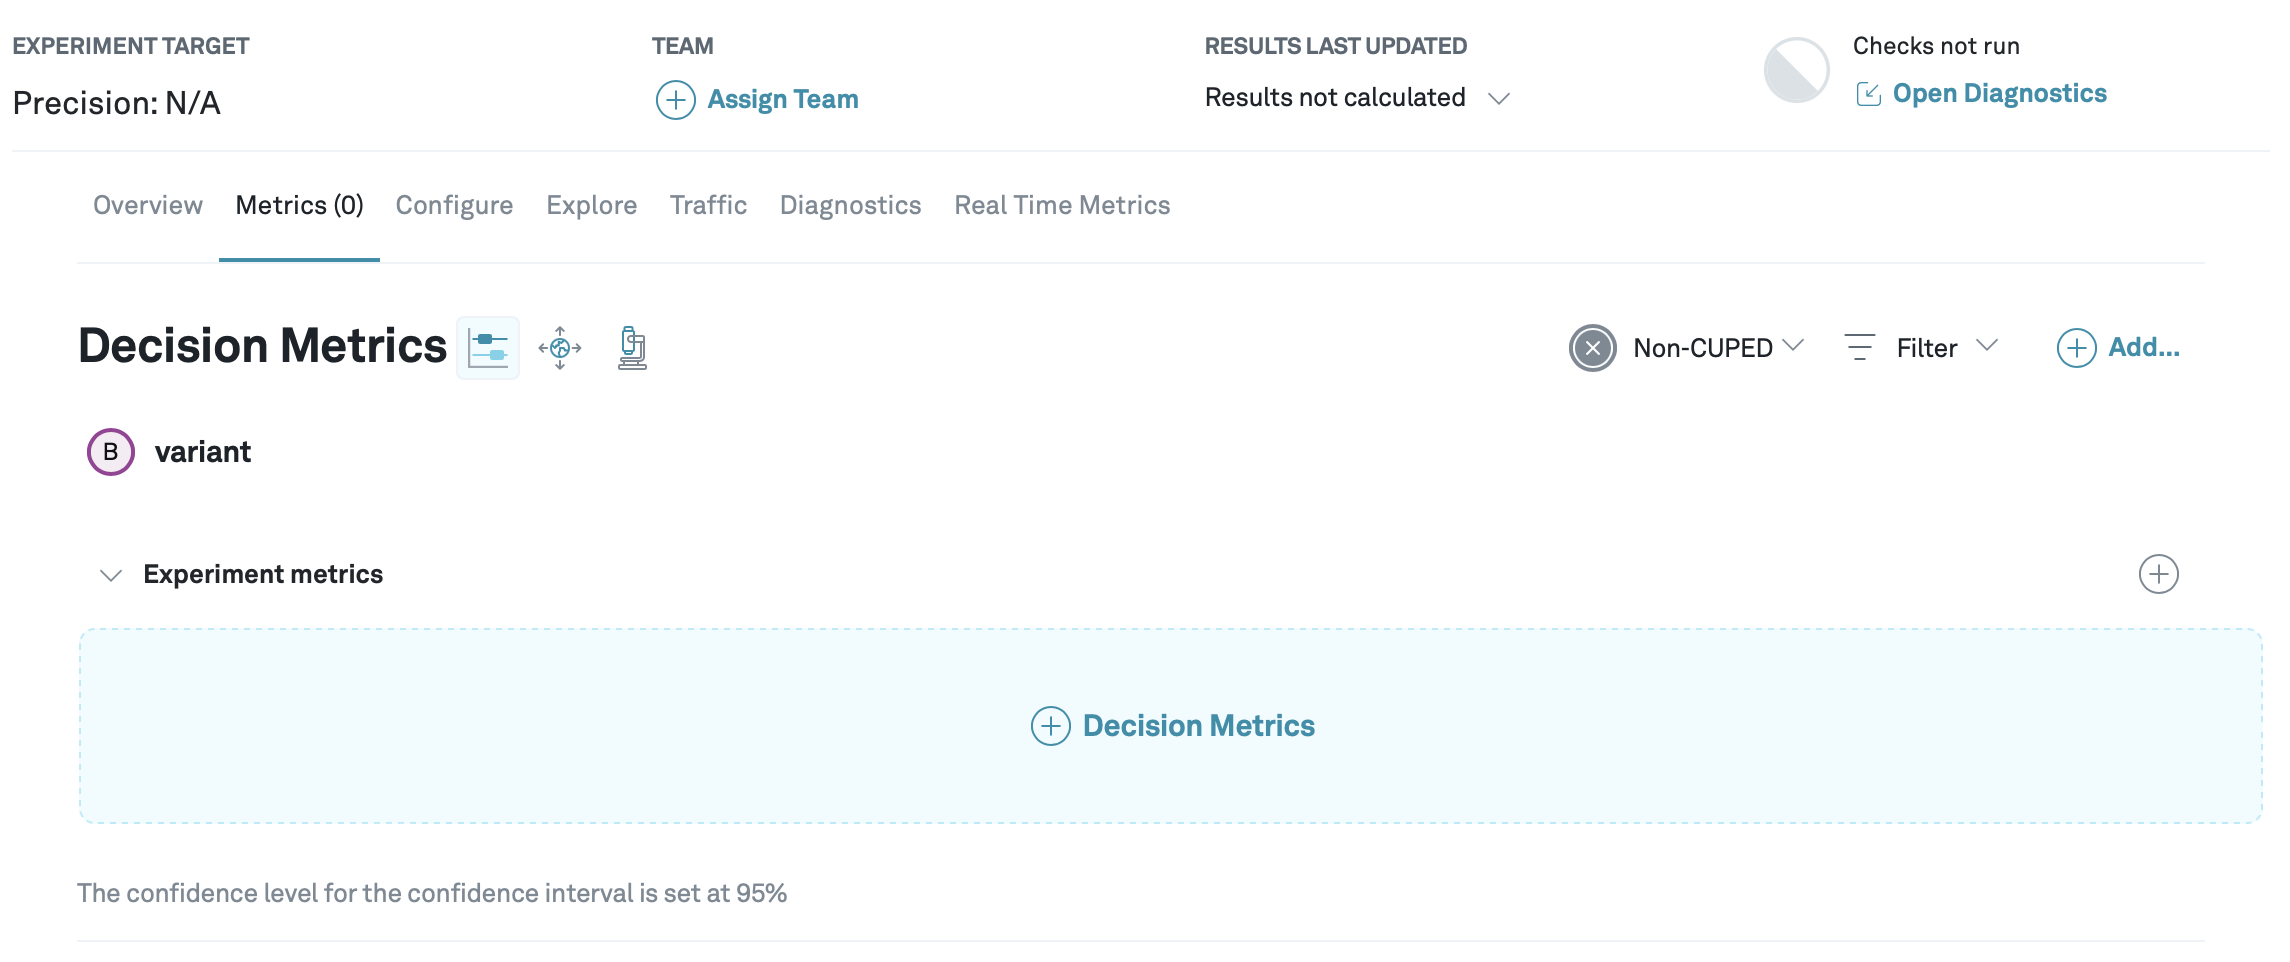 EXPERIMENT TARGET
Precision: N/A
TEAM
Assign Team
RESULTS LAST UPDATED
Results not calculated
Checks not run
Open Diagnostics
Overview Metrics (0) Configure Explore Traffic Diagnostics Real Time Metrics
Decision Metrics
Non-CUPED Filter Add...
B variant
Experiment metrics
Decision Metrics
The confidence level for the confidence interval is set at 95%